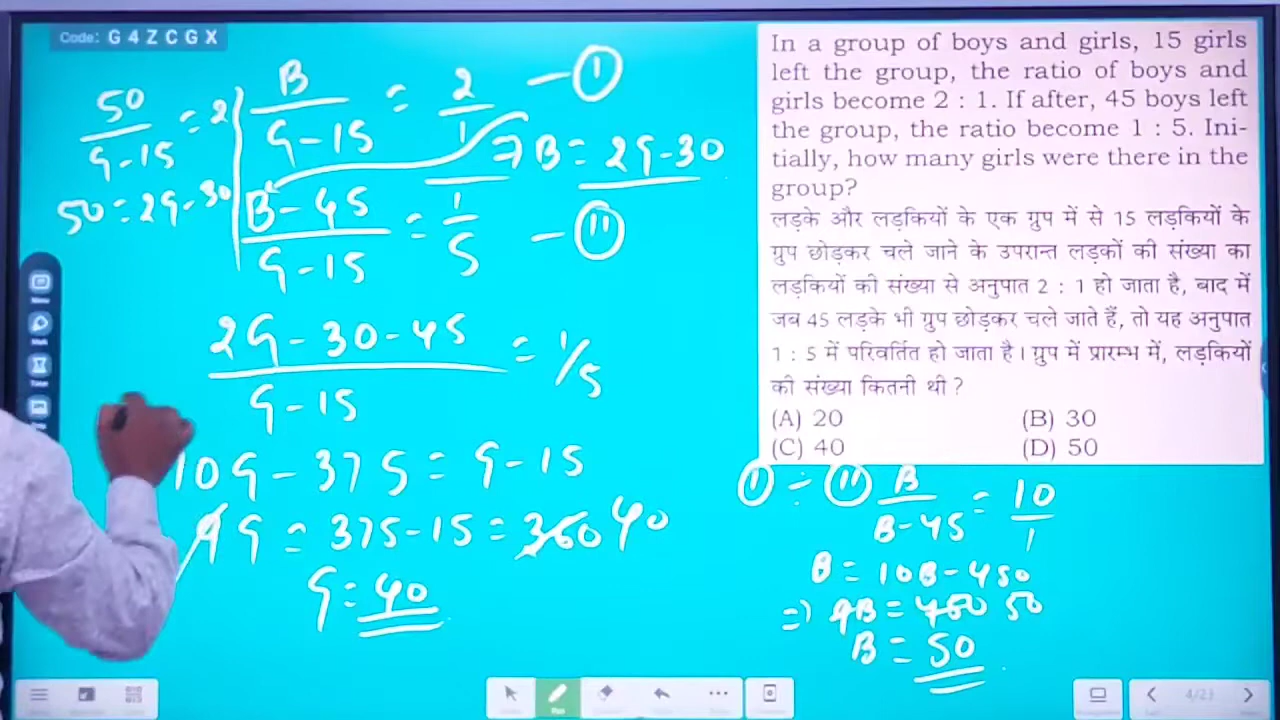 Code: G 4 Z C G X
50/G-15 = 2
50 = 2G-30
B/G-15 = 2/1 - (I)
⇒ B = 2G-30
B-45/G-15 = 1/5 - (II)
2G-30-45/G-15 = 1/5
10G-375 = G-15
9G = 375-15 = 360 40
G = 40
In a group of boys and girls, 15 girls
left the group, the ratio of boys and
girls become 2 : 1. If after, 45 boys left
the group, the ratio become 1 : 5. Ini-
tially, how many girls were there in the
group?
लड़के और लड़कियों के एक ग्रुप में से 15 लड़कियों के
ग्रुप छोड़कर चले जाने के उपरान्त लड़कों की संख्या का
लड़कियों की संख्या से अनुपात 2 : 1 हो जाता है, बाद में
जब 45 लड़के भी ग्रुप छोड़कर चले जाते हैं, तो यह अनुपात
1 : 5 में परिवर्तित हो जाता है। ग्रुप में प्रारम्भ में, लड़कियों
की संख्या कितनी थी ?
(A) 20 (B) 30
(C) 40 (D) 50
(I) ÷ (II) B/B-45 = 10/1
B = 10B-450
⇒ 9B = 450 50
B = 50
4/23